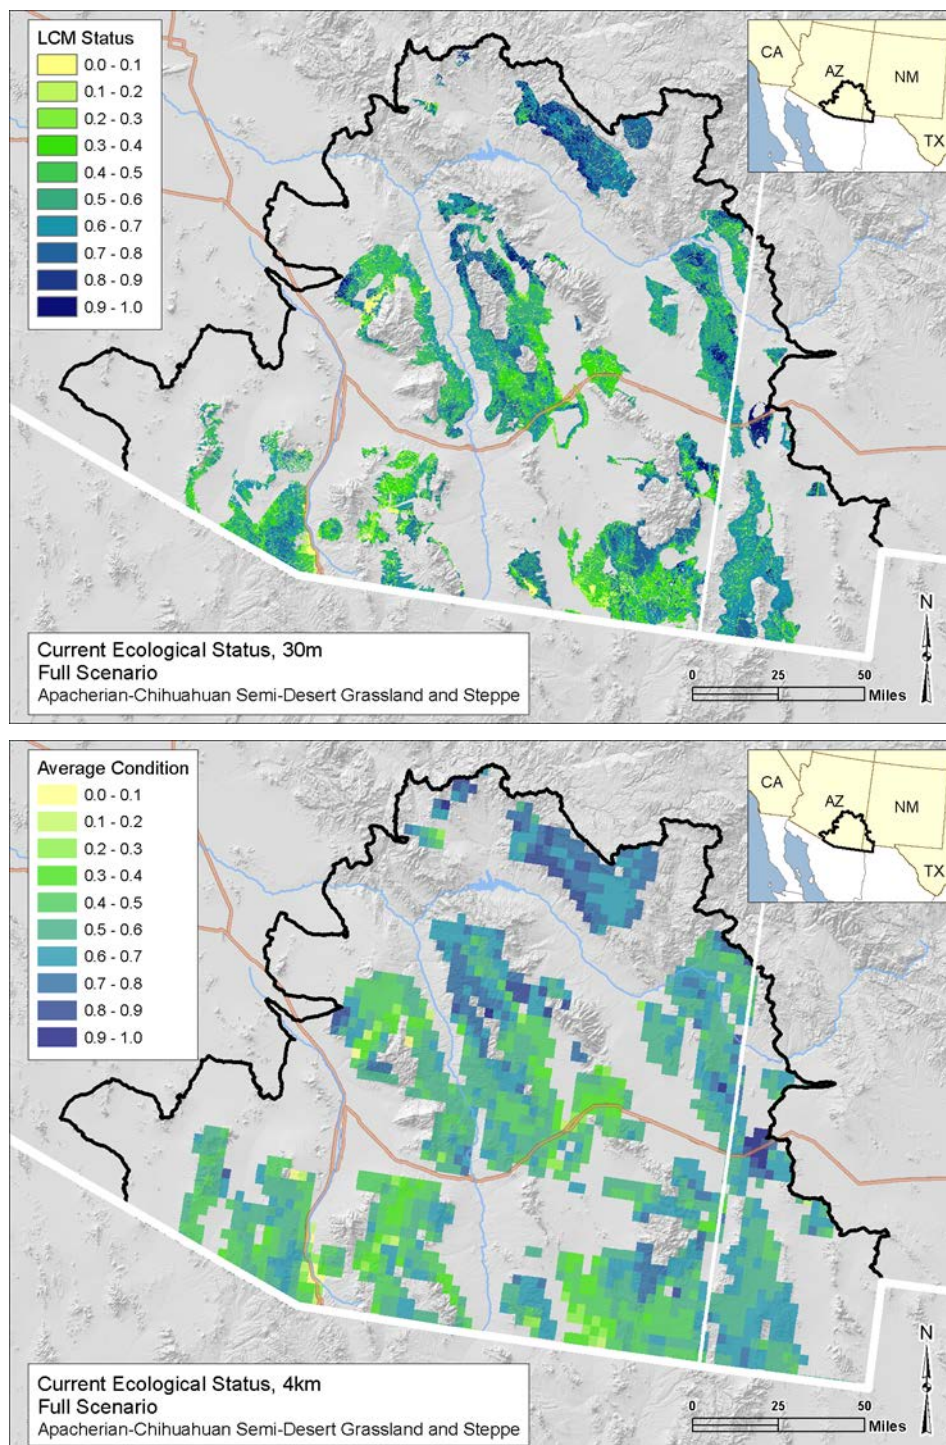 LCM Status
0.0 - 0.1
0.1 - 0.2
0.2 - 0.3
0.3 - 0.4
0.4 - 0.5
0.5 - 0.6
0.6 - 0.7
0.7 - 0.8
0.8 - 0.9
0.9 - 1.0
CA
AZ
NM
TX
N
0 25 50
Miles
Current Ecological Status, 30m
Full Scenario
Apacherian-Chihuahuan Semi-Desert Grassland and Steppe
Average Condition
0.0 - 0.1
0.1 - 0.2
0.2 - 0.3
0.3 - 0.4
0.4 - 0.5
0.5 - 0.6
0.6 - 0.7
0.7 - 0.8
0.8 - 0.9
0.9 - 1.0
CA
AZ
NM
TX
N
0 25 50
Miles
Current Ecological Status, 4km
Full Scenario
Apacherian-Chihuahuan Semi-Desert Grassland and Steppe